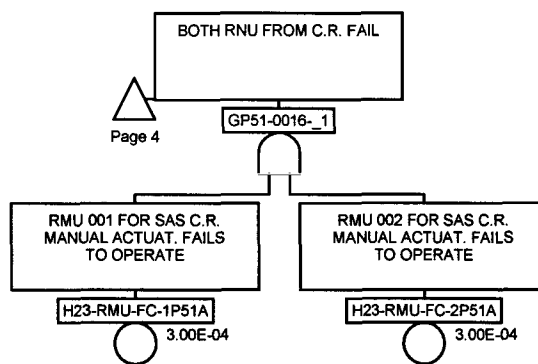 BOTH RNU FROM C.R. FAIL
Page 4
GP51-0016-_1
RMU 001 FOR SAS C.R.
MANUAL ACTUAT. FAILS
TO OPERATE
H23-RMU-FC-1P51A
3.00E-04
RMU 002 FOR SAS C.R.
MANUAL ACTUAT. FAILS
TO OPERATE
H23-RMU-FC-2P51A
3.00E-04